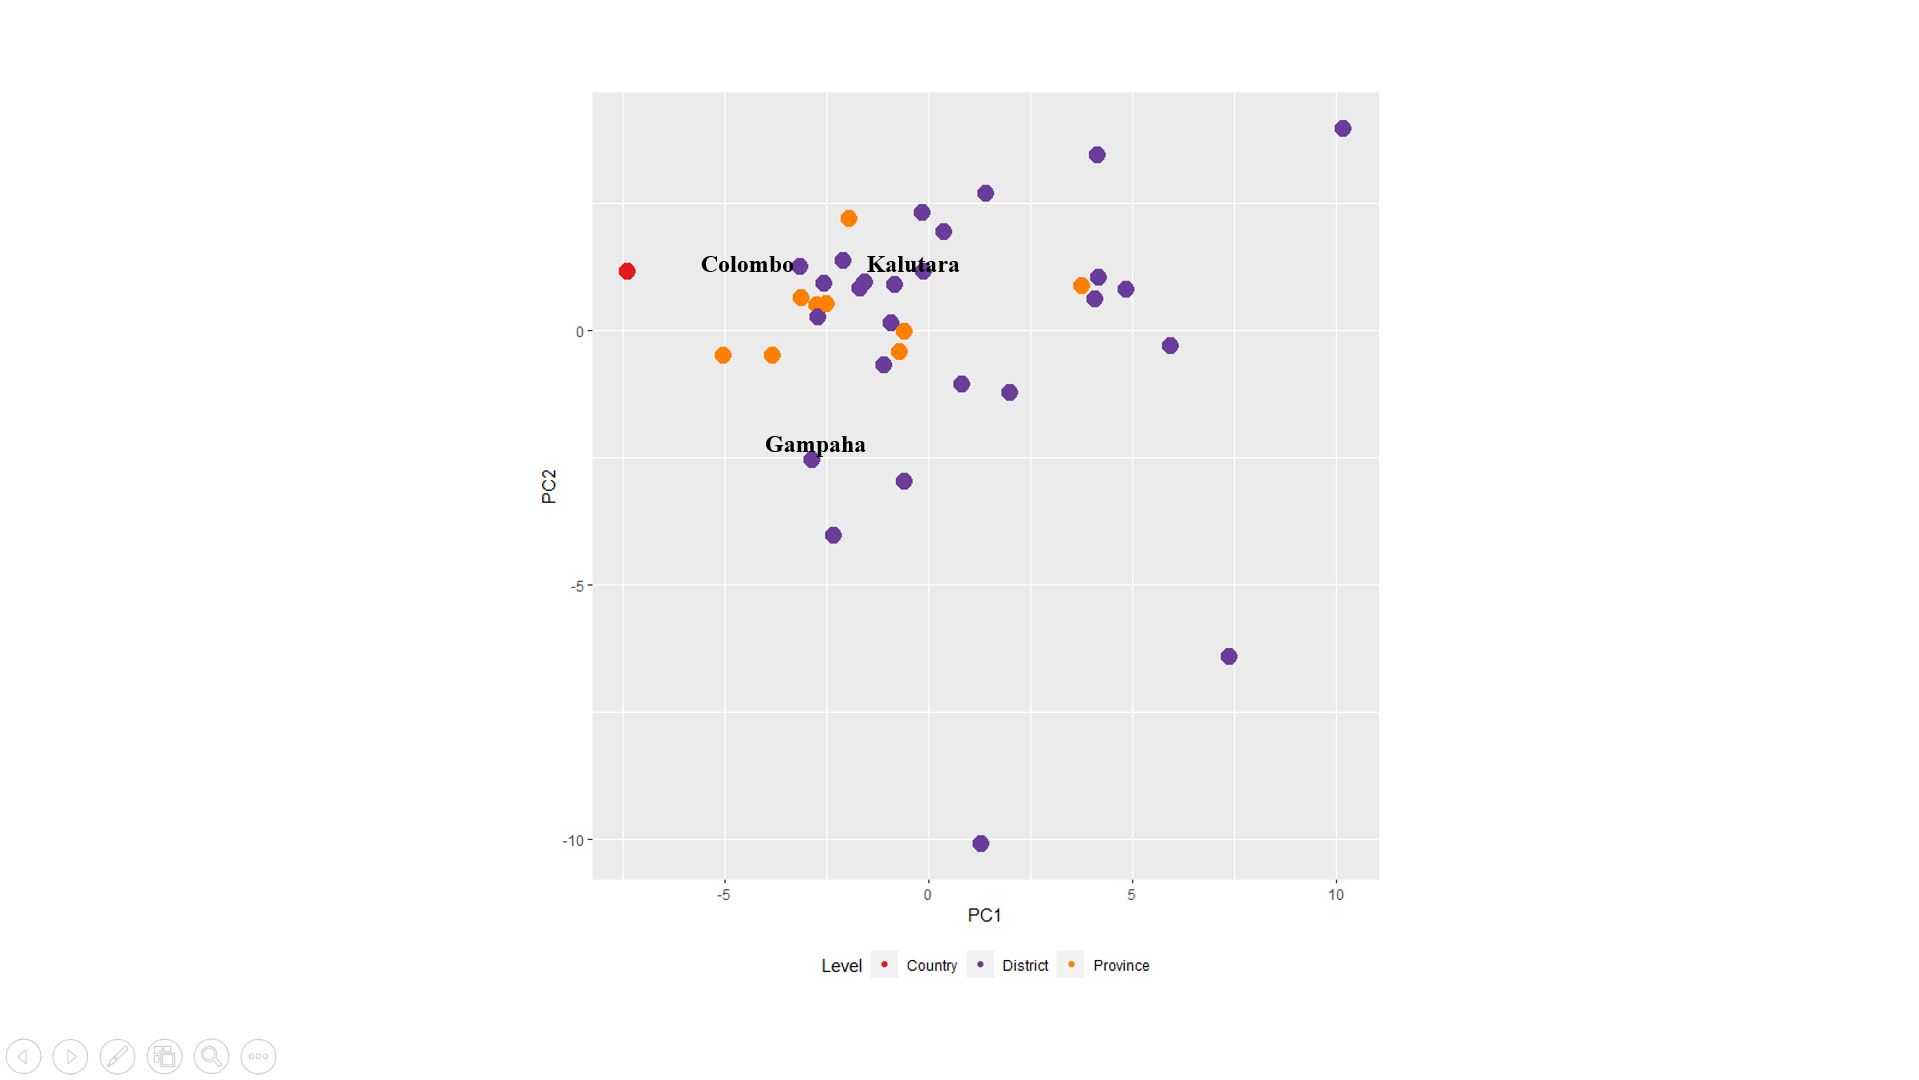 Colombo
Kalutara
0
Gampaha
PC2
-5
-10
-5 0 5 10
PC1
Level Country District Province